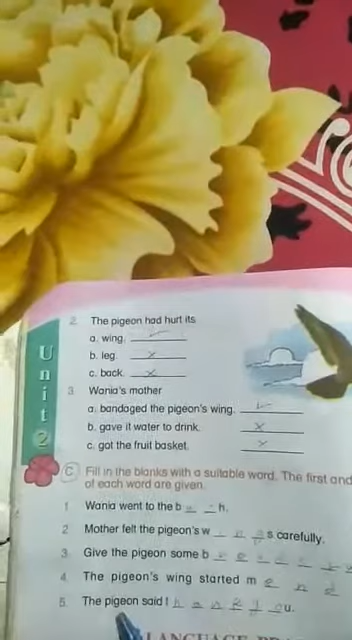 Unit 2
2. The pigeon had hurt its
a. wing. ✓
b. leg. ×
c. back. ×
3. Wania's mother
a. bandaged the pigeon's wing. ✓
b. gave it water to drink. ×
c. got the fruit basket. ×
C Fill in the blanks with a suitable word. The first and
of each word are given.
1. Wania went to the b _ _ h.
2. Mother felt the pigeon's w _ n g s carefully.
3. Give the pigeon some b
4. The pigeon's wing started m e n d
5. The pigeon said t h a n k y o u.